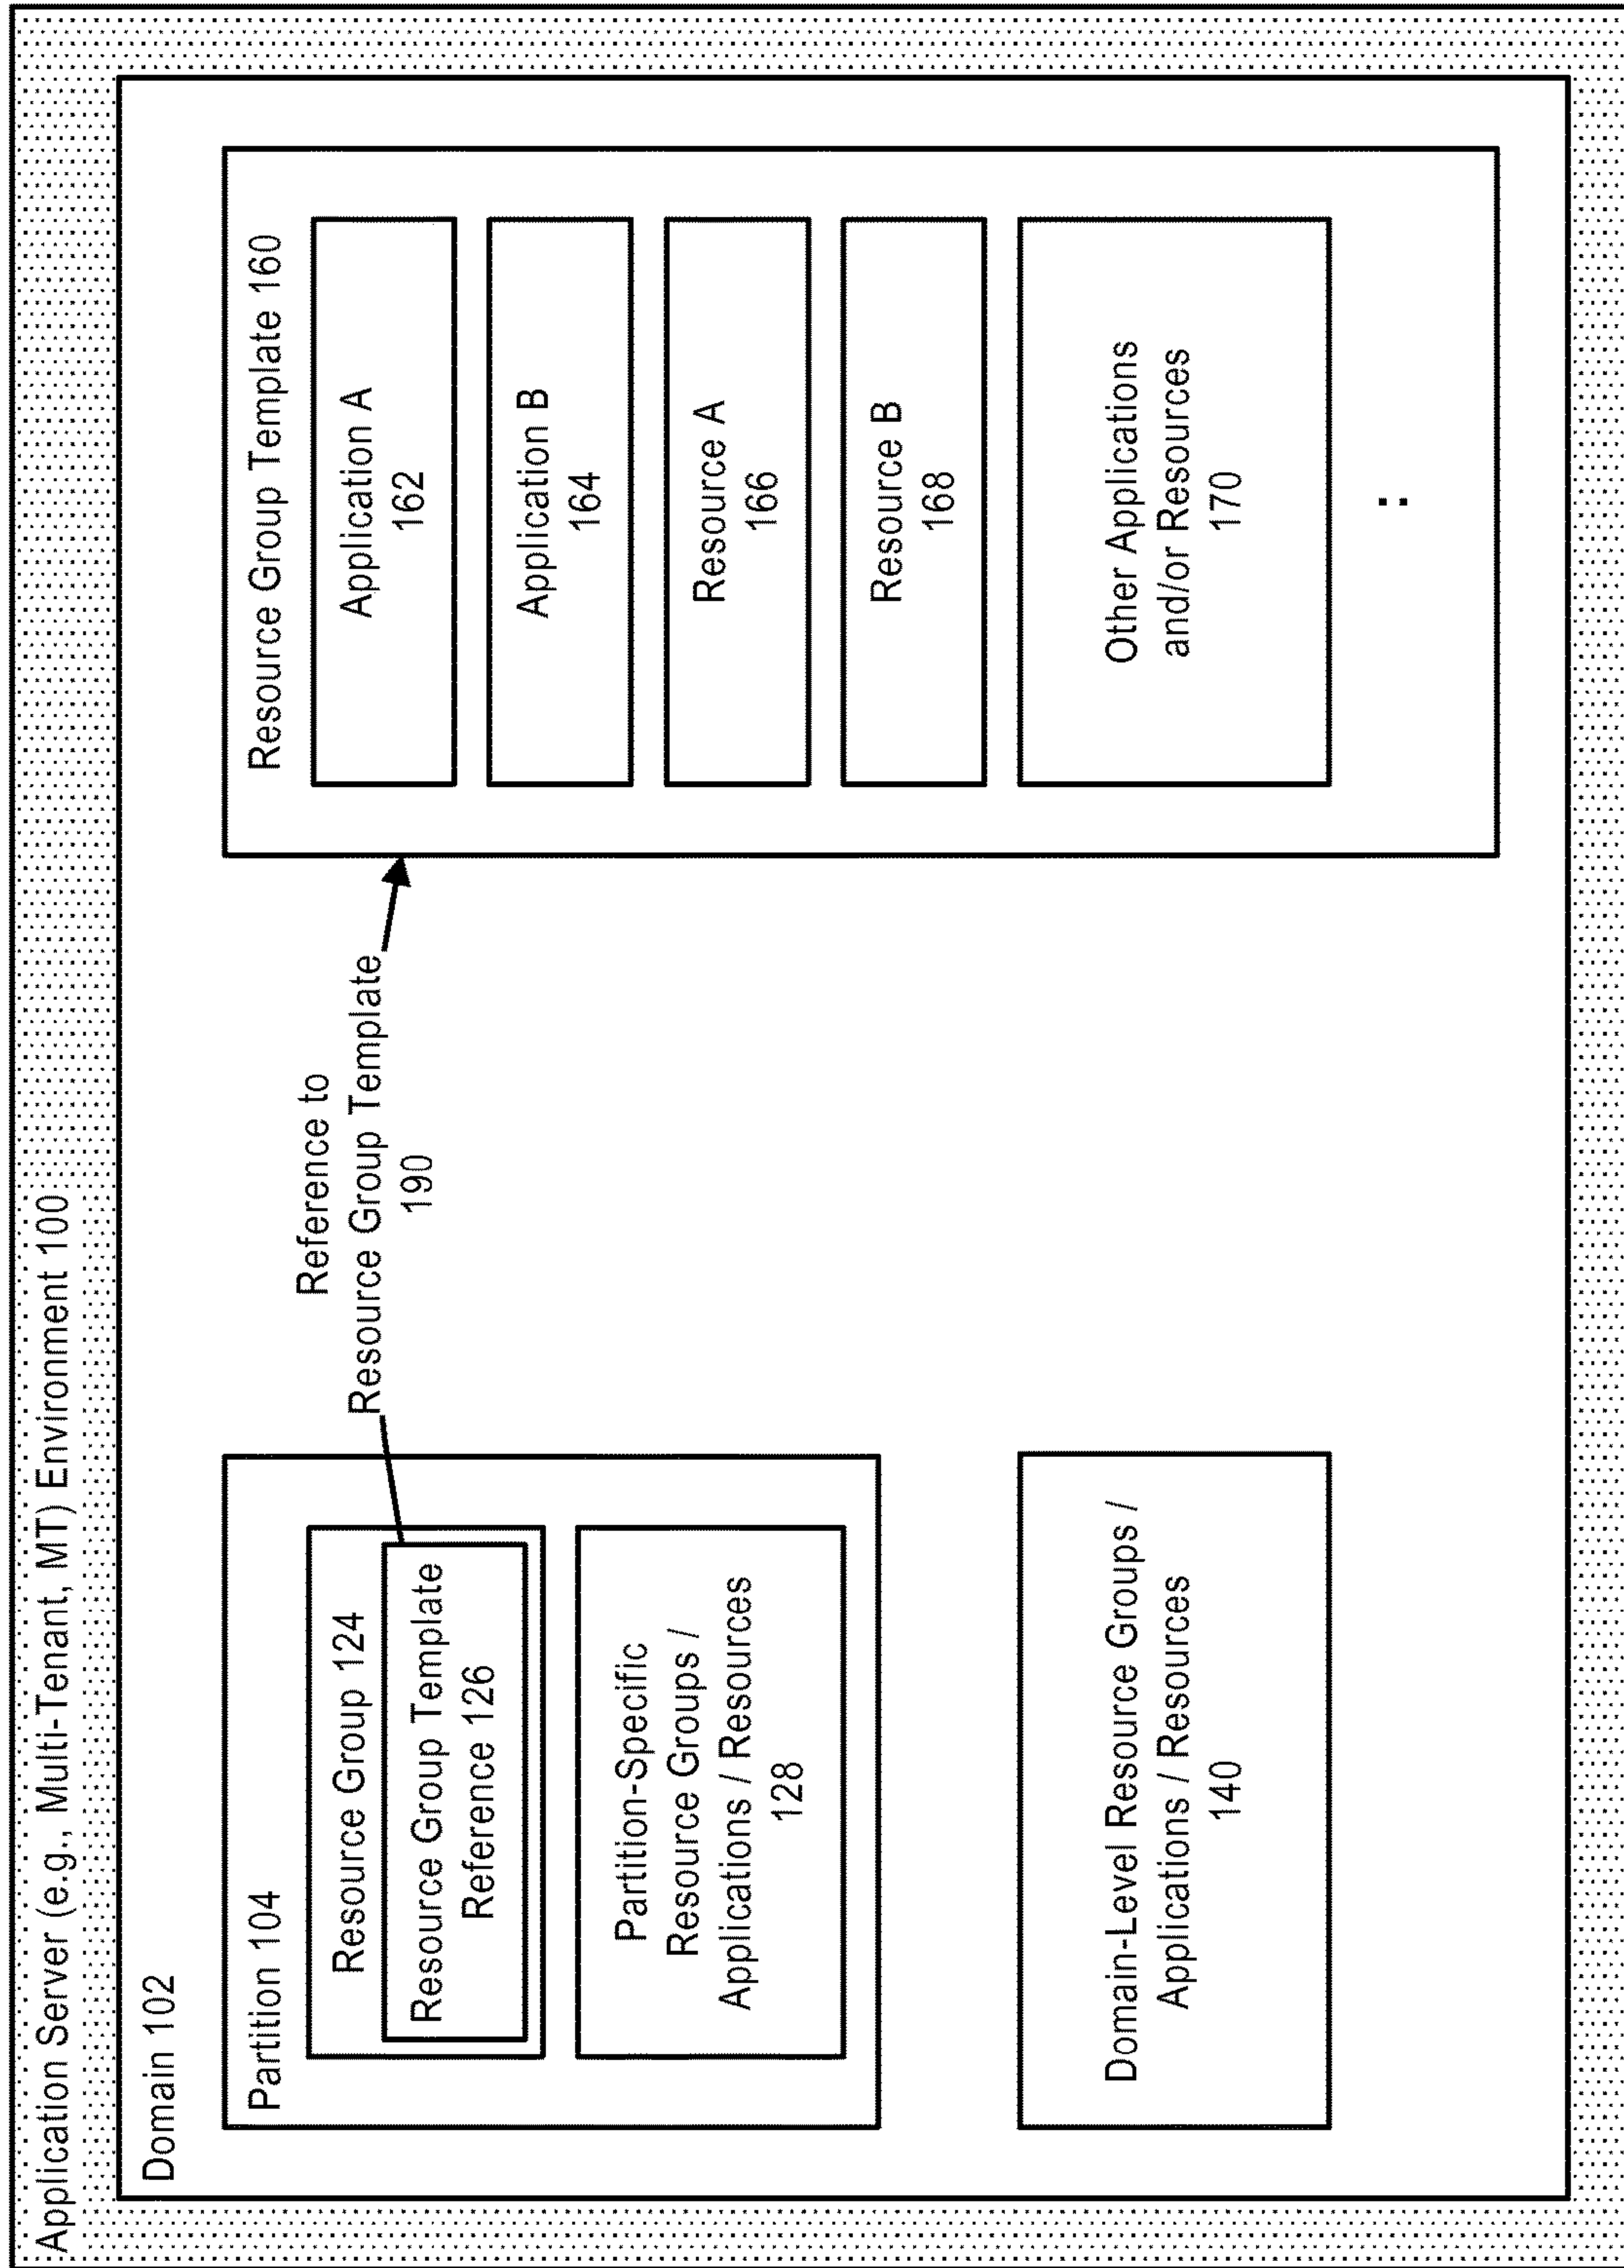 Application Server (e.g., Multi-Tenant, MT) Environment 100
Domain 102
Partition 104
Resource Group 124
Resource Group Template
Reference 126
Partition-Specific
Resource Groups /
Applications / Resources
128
Domain-Level Resource Groups /
Applications / Resources
140
Reference to
Resource Group Template
190
Resource Group Template 160
Application A
162
Application B
164
Resource A
166
Resource B
168
Other Applications
and/or Resources
170